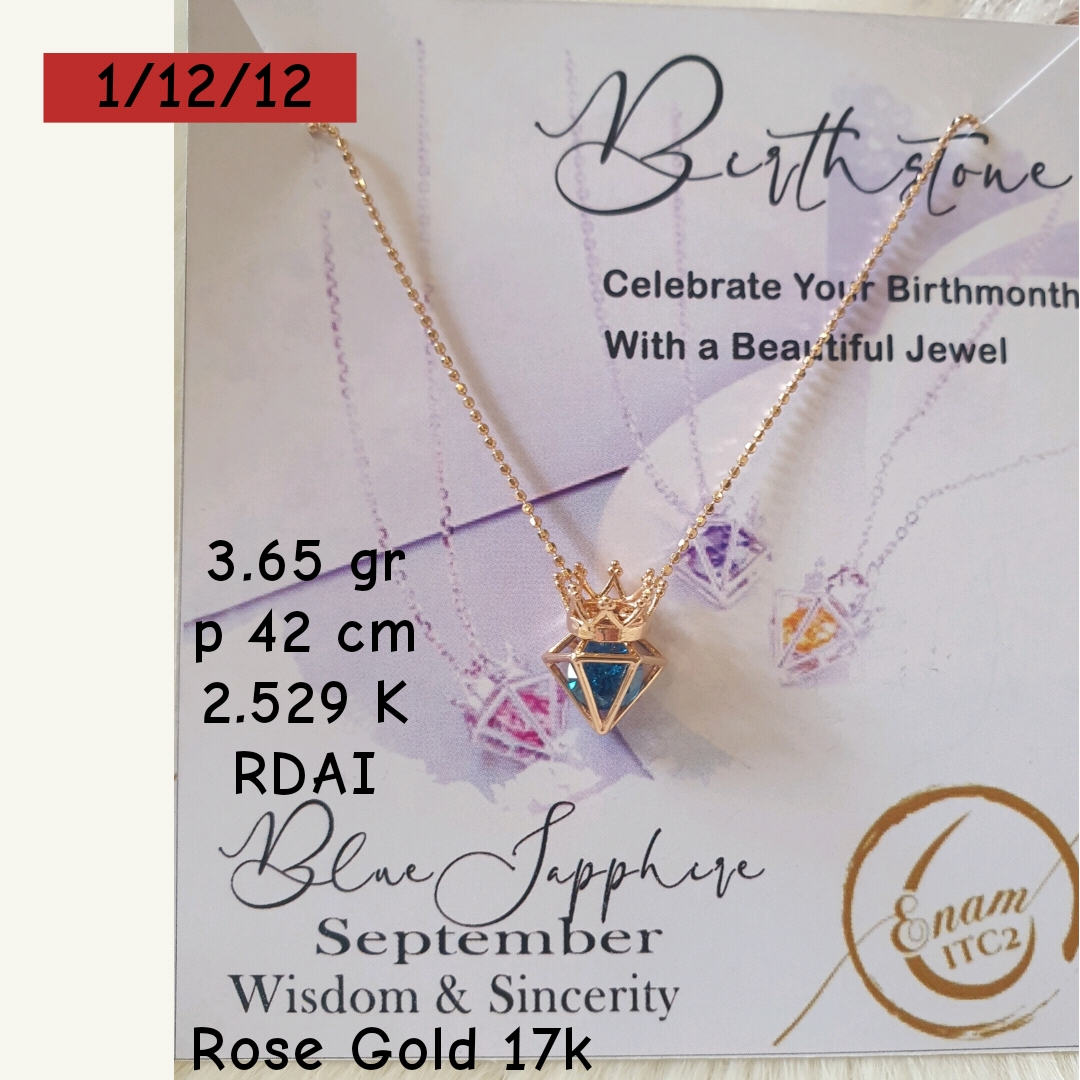 1/12/12
Birthstone
Celebrate Your Birthmonth
With a Beautiful Jewel
3.65 gr
p 42 cm
2.529 K
RDAI
Blue Sapphire
September
Wisdom & Sincerity
Rose Gold 17k
Enam
ITC2